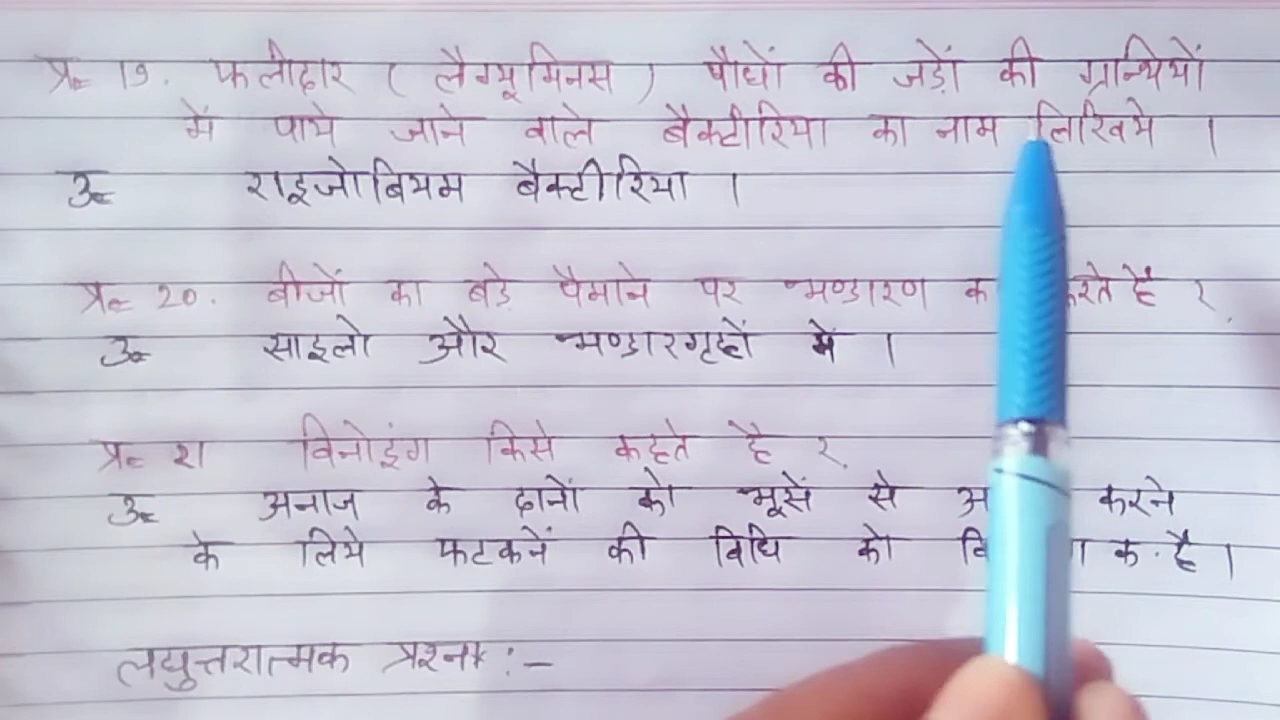 प्र० 19. फलीदार ( लैग्यूमिनस ) पौधों की जड़ों की ग्रन्थियों
में पाये जाने वाले बैक्टीरिया का नाम लिखिये ।
उ० राइजोबियम बैक्टीरिया ।
प्र० 20. बीजों का बड़े पैमाने पर भण्डारण करते है ?
उ० साइलो और भण्डारगृहों में ।
प्र० 21 विनोइंग किसे कहते है ?
उ० अनाज के दानों को भूसें से करने
के लिये फटकनें की विधि को क. है ।
लघुत्तरात्मक प्रश्न :-